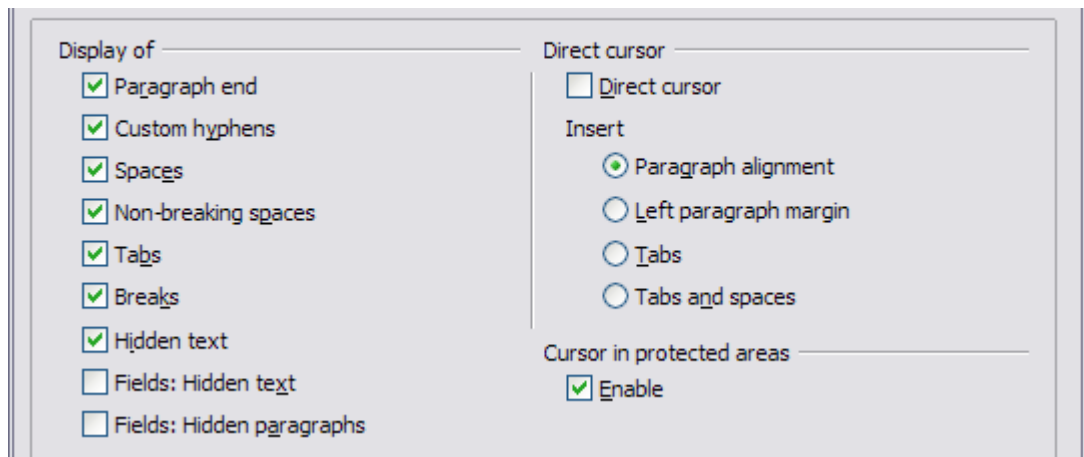 Display of
Paragraph end
Custom hyphens
Spaces
Non-breaking spaces
Tabs
Breaks
Hidden text
Fields: Hidden text
Fields: Hidden paragraphs
Direct cursor
Direct cursor
Insert
Paragraph alignment
Left paragraph margin
Tabs
Tabs and spaces
Cursor in protected areas
Enable